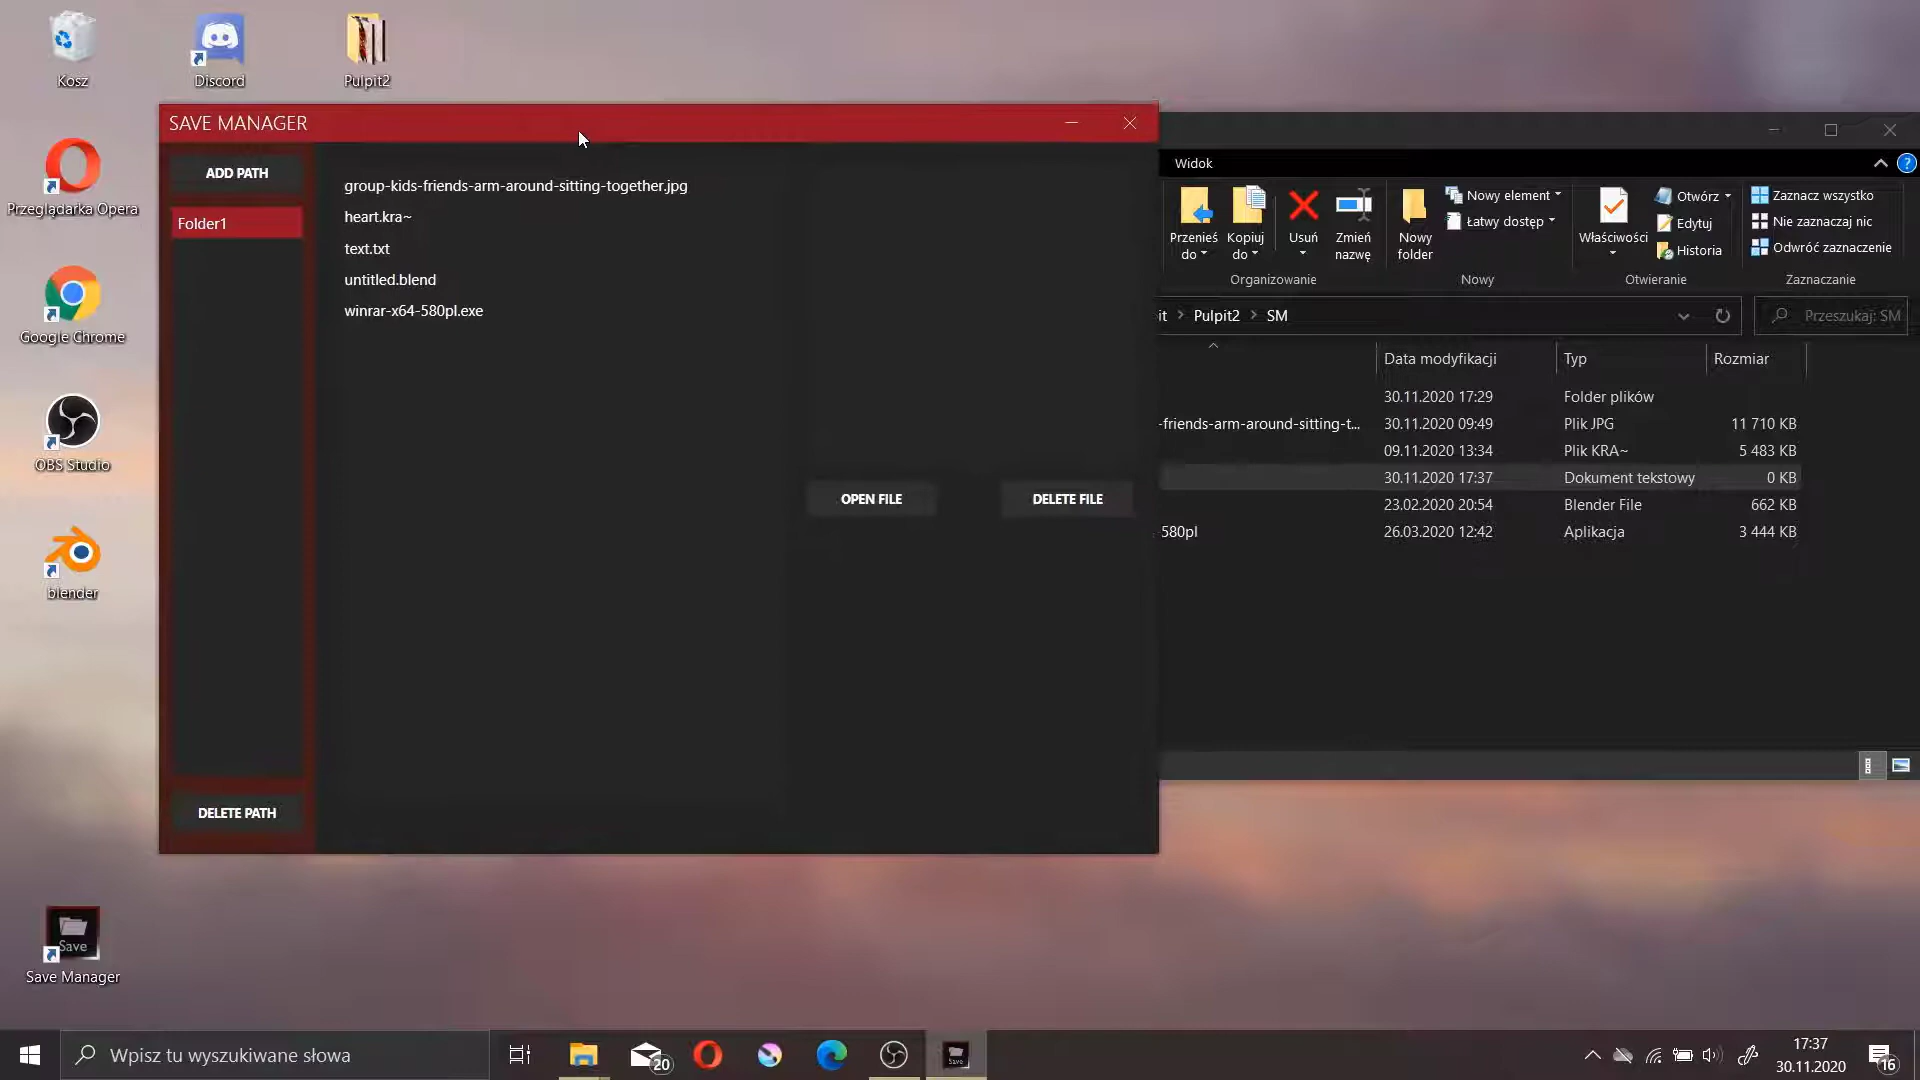 Kosz
Discord
Pulpit2
Przeglądarka Opera
Google Chrome
OBS Studio
blender
Save
Save Manager
SAVE MANAGER
ADD PATH
Folder1
DELETE PATH
group-kids-friends-arm-around-sitting-together.jpg
heart.kra~
text.txt
untitled.blend
winrar-x64-580pl.exe
OPEN FILE
DELETE FILE
Widok
?
Przenieś do
Kopiuj do
Usuń
Zmień nazwę
Organizowanie
Nowy folder
Nowy element
Łatwy dostęp
Nowy
Właściwości
Otwórz
Edytuj
Historia
Otwieranie
Zaznacz wszystko
Nie zaznaczaj nic
Odwróć zaznaczenie
Zaznaczanie
it > Pulpit2 > SM
Przeszukaj: SM
Data modyfikacji Typ Rozmiar
30.11.2020 17:29 Folder plików
-friends-arm-around-sitting-t... 30.11.2020 09:49 Plik JPG 11 710 KB
09.11.2020 13:34 Plik KRA~ 5 483 KB
30.11.2020 17:37 Dokument tekstowy 0 KB
23.02.2020 20:54 Blender File 662 KB
580pl 26.03.2020 12:42 Aplikacja 3 444 KB
Wpisz tu wyszukiwane słowa
20
Save
17:37
30.11.2020
16